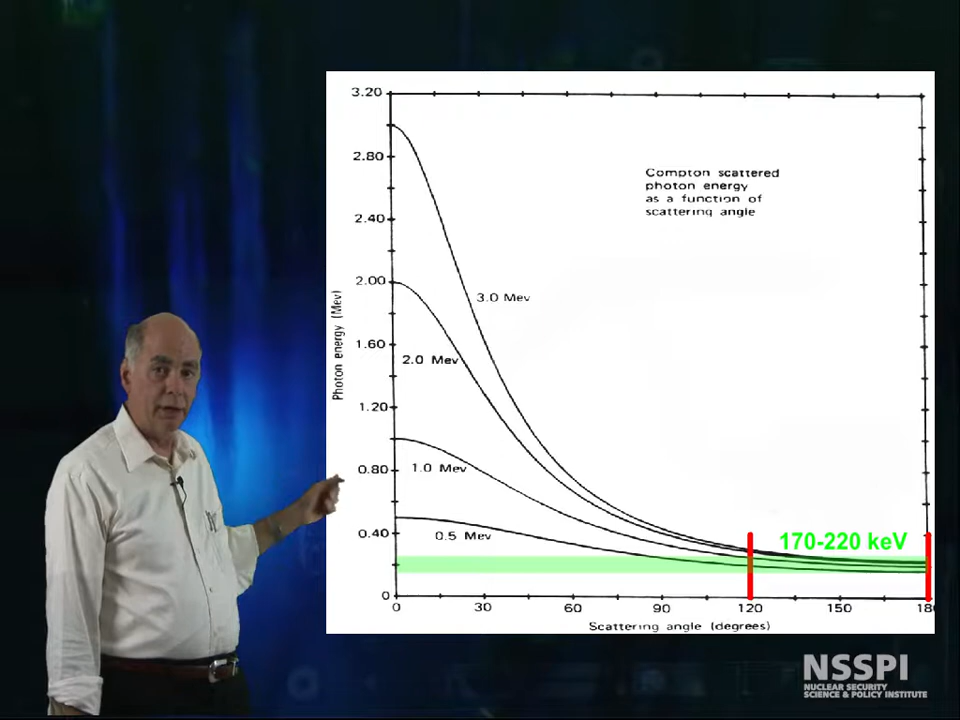 3.20
2.80
2.40
2.00
1.60
1.20
0.80
0.40
0
Photon energy (Mev)
Compton scattered
photon energy
as a function of
scattering angle
3.0 Mev
2.0 Mev
1.0 Mev
0.5 Mev
170-220 keV
0 30 60 90 120 150 18
Scattering angle (degrees)
NSSPI
NUCLEAR SECURITY
SCIENCE & POLICY INSTITUTE